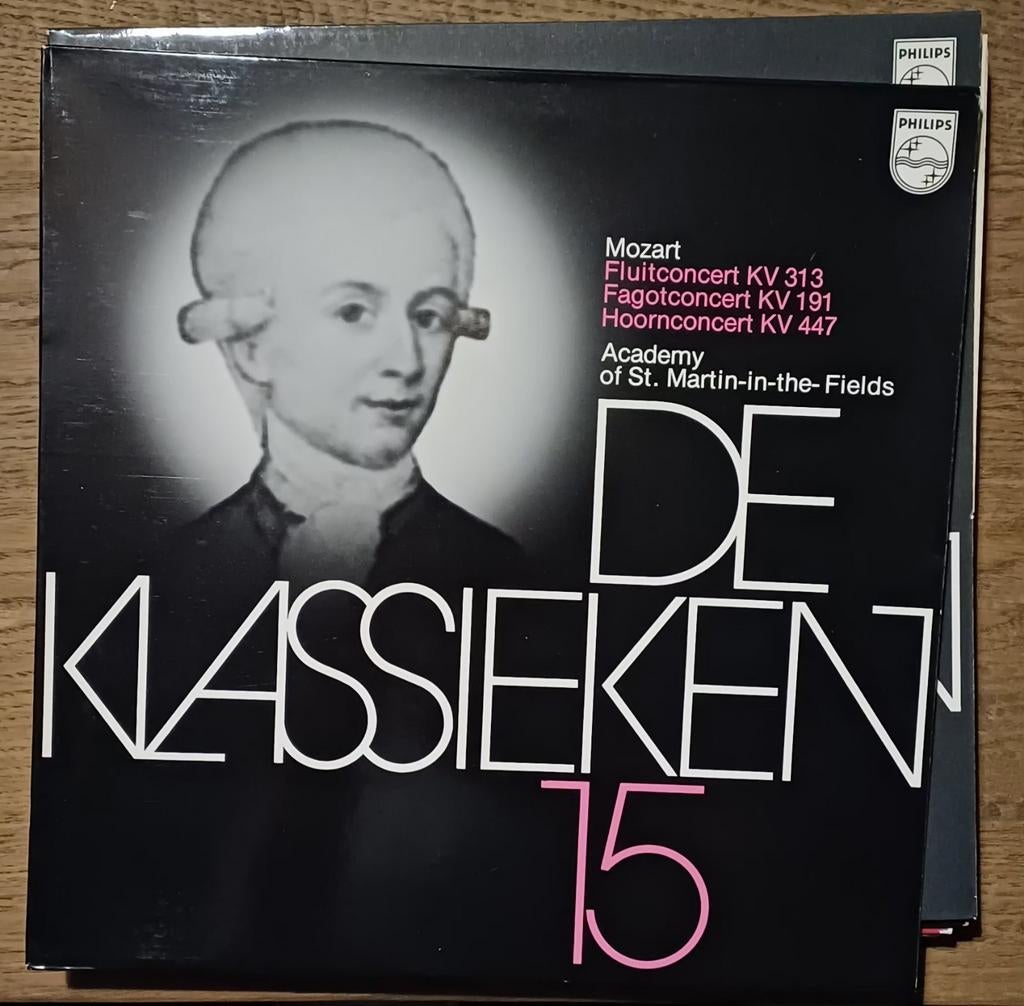 PHILIPS
PHILIPS
Mozart
Fluitconcert KV 313
Fagotconcert KV 191
Hoornconcert KV 447
Academy
of St. Martin-in-the-Fields
DE
KLASSIEKEN
15